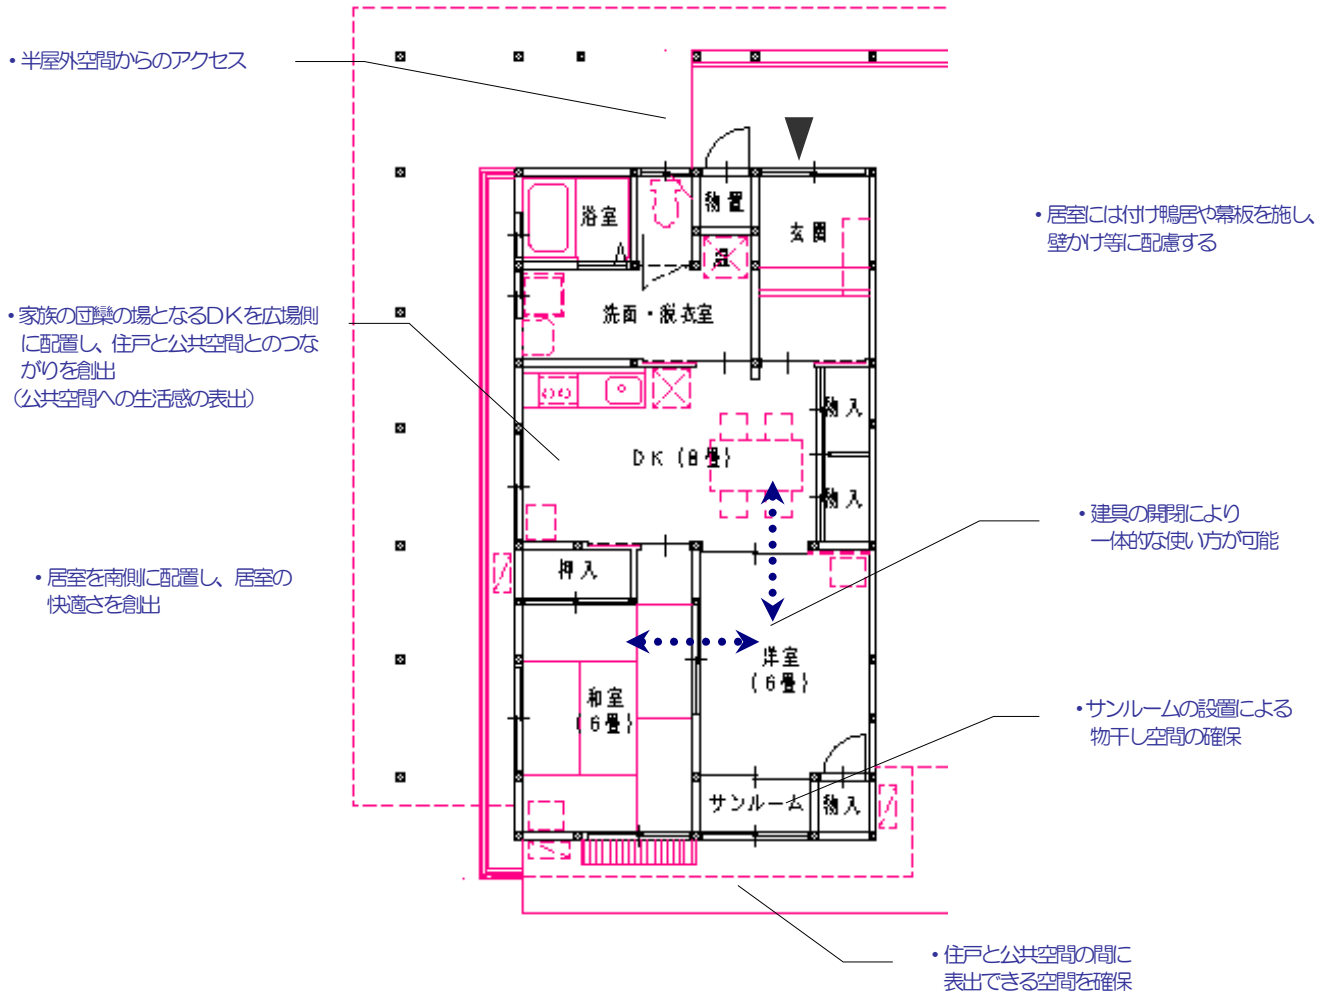 ・半屋外空間からのアクセス
・居室には付け鴨居や幕板を施し、
壁かけ等に配慮する
・家族の団欒の場となるＤＫを広場側
に配置し、住戸と公共空間とのつな
がりを創出
（公共空間への生活感の表出）
・居室を南側に配置し、居室の
快適さを創出
・建具の開閉により
一体的な使い方が可能
・サンルームの設置による
物干し空間の確保
・住戸と公共空間の間に
表出できる空間を確保
浴室
物置
玄関
洗面・脱衣室
物入
ＤＫ（8畳）
物入
押入
洋室
（6畳）
和室
（6畳）
サンルーム
物入